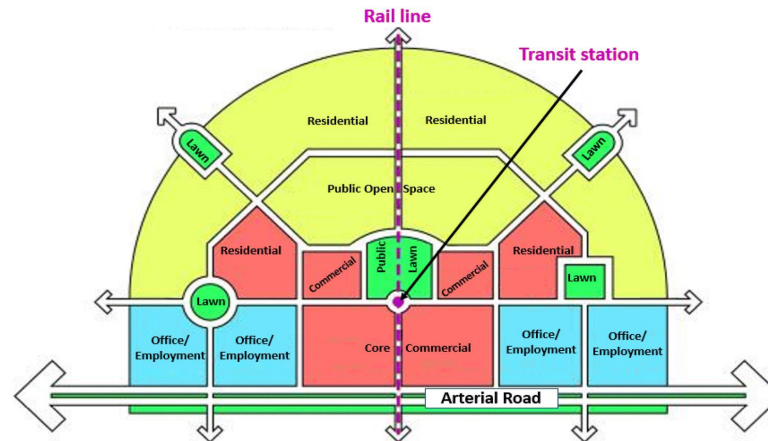 Rail line
Transit station
Residential
Residential
Lawn
Lawn
Public Open Space
Residential
Commercial
Public Lawn
Commercial
Residential
Lawn
Lawn
Office/
Employment
Office/
Employment
Core Commercial
Office/
Employment
Office/
Employment
Arterial Road